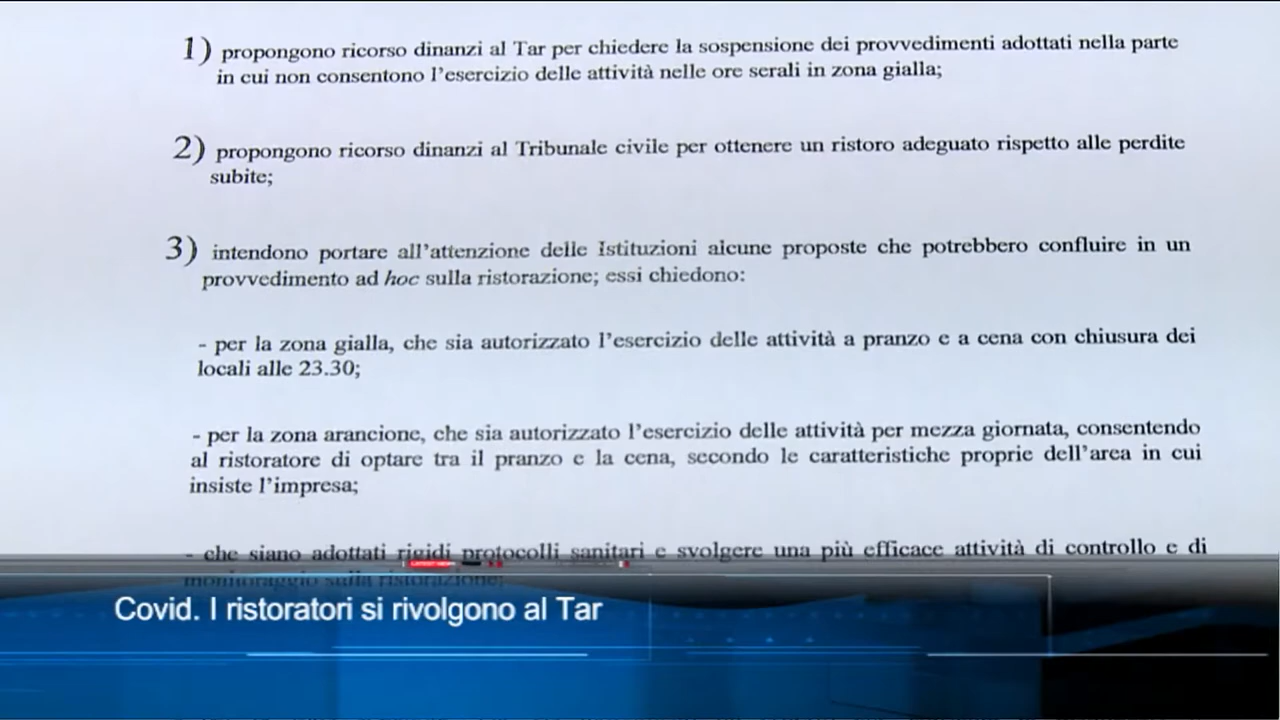 1) propongono ricorso dinanzi al Tar per chiedere la sospensione dei provvedimenti adottati nella parte
in cui non consentono l'esercizio delle attività nelle ore serali in zona gialla;
2) propongono ricorso dinanzi al Tribunale civile per ottenere un ristoro adeguato rispetto alle perdite
subite;
3) intendono portare all'attenzione delle Istituzioni alcune proposte che potrebbero confluire in un
provvedimento ad hoc sulla ristorazione; essi chiedono:
- per la zona gialla, che sia autorizzato l'esercizio delle attività a pranzo e a cena con chiusura dei
locali alle 23.30;
- per la zona arancione, che sia autorizzato l'esercizio delle attività per mezza giornata, consentendo
al ristoratore di optare tra il pranzo e la cena, secondo le caratteristiche proprie dell'area in cui
insiste l'impresa;
- che siano adottati rigidi protocolli sanitari e svolgere una più efficace attività di controllo e di
monitoraggio sulla ristorazione;
LATEST NEWS
Covid. I ristoratori si rivolgono al Tar